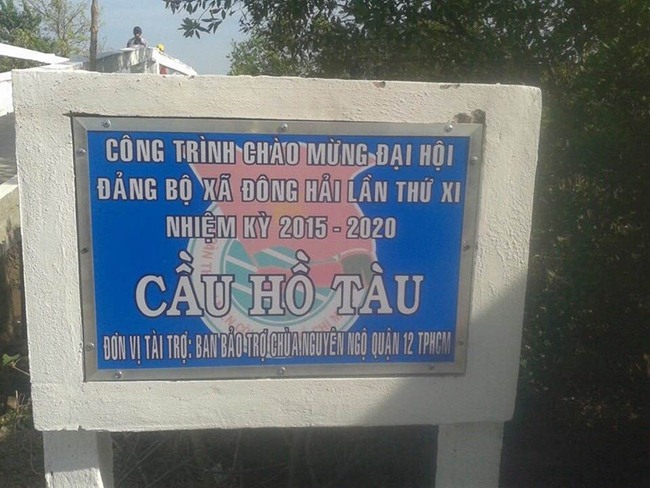 CÔNG TRÌNH CHÀO MỪNG ĐẠI HỘI
ĐẢNG BỘ XÃ ĐÔNG HẢI LẦN THỨ XI
NHIỆM KỲ 2015 - 2020
CẦU HỒ TÀU
ĐƠN VỊ TÀI TRỢ: BAN BẢO TRỢ CHÙA NGUYÊN NGỘ QUẬN 12 TPHCM